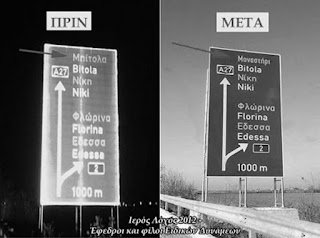 ΠΡΙΝ
Μπίτολα
A27
Bitola
Νίκη
Niki
Φλώρινα
Florina
Έδεσσα
Edessa
2
1000 m
ΜΕΤΑ
Μοναστήρι
A27
Bitola
Νίκη
Niki
Φλώρινα
Florina
Έδεσσα
Edessa
2
1000 m
Ιερός Λόχος 2012 -
Έφεδροι και φίλοι Ειδικών Δυνάμεων